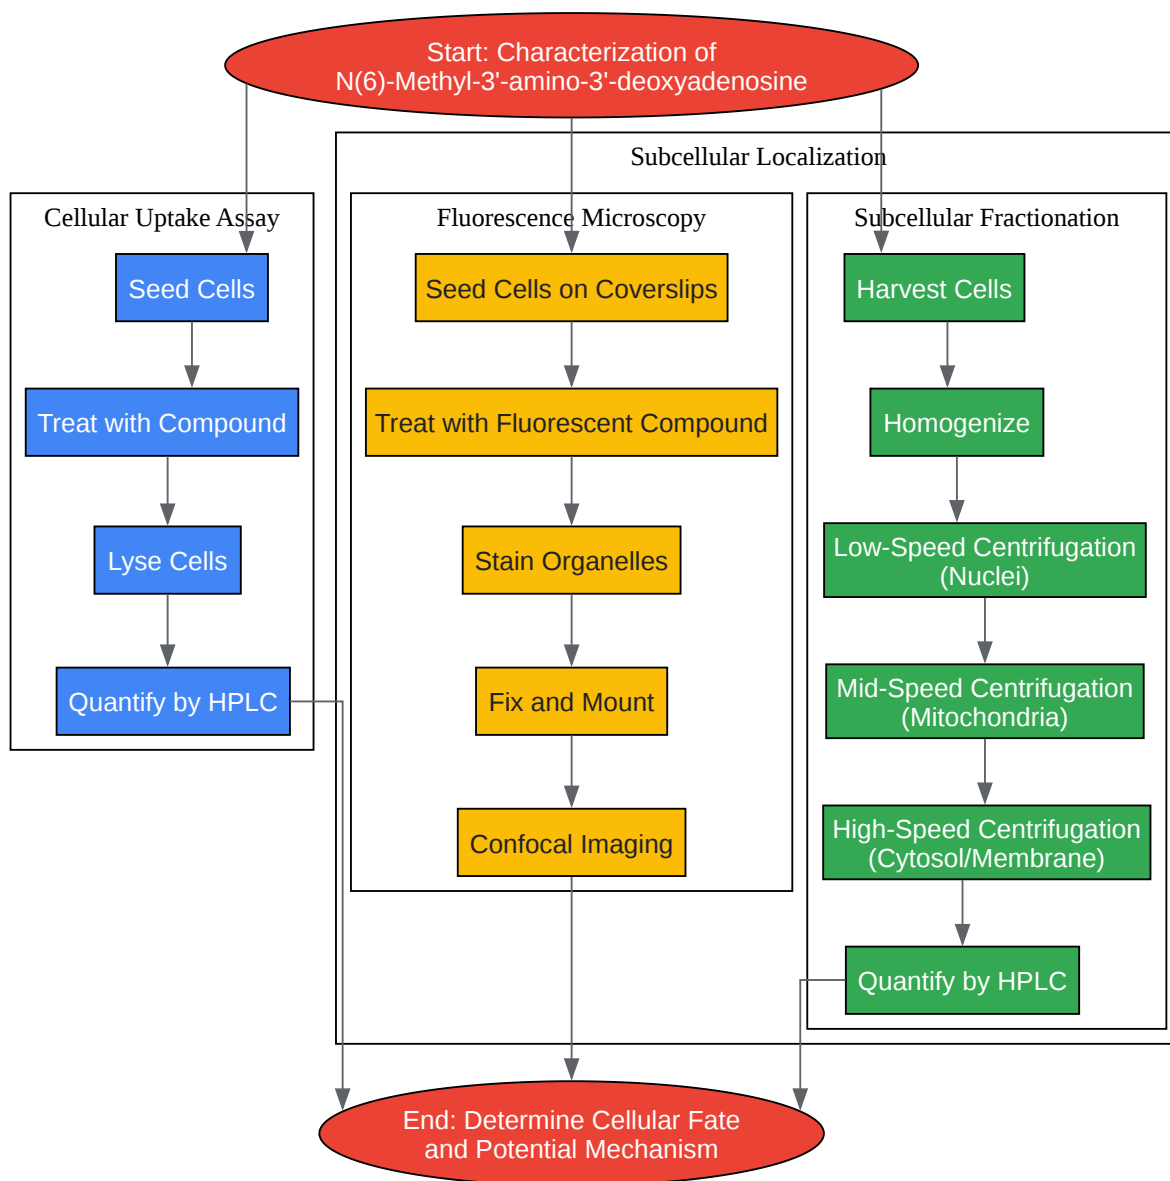 Start: Characterization of
N(6)-Methyl-3'-amino-3'-deoxyadenosine
Subcellular Localization
Cellular Uptake Assay
Seed Cells
Treat with Compound
Lyse Cells
Quantify by HPLC
Fluorescence Microscopy
Seed Cells on Coverslips
Treat with Fluorescent Compound
Stain Organelles
Fix and Mount
Confocal Imaging
Subcellular Fractionation
Harvest Cells
Homogenize
Low-Speed Centrifugation
(Nuclei)
Mid-Speed Centrifugation
(Mitochondria)
High-Speed Centrifugation
(Cytosol/Membrane)
Quantify by HPLC
End: Determine Cellular Fate
and Potential Mechanism